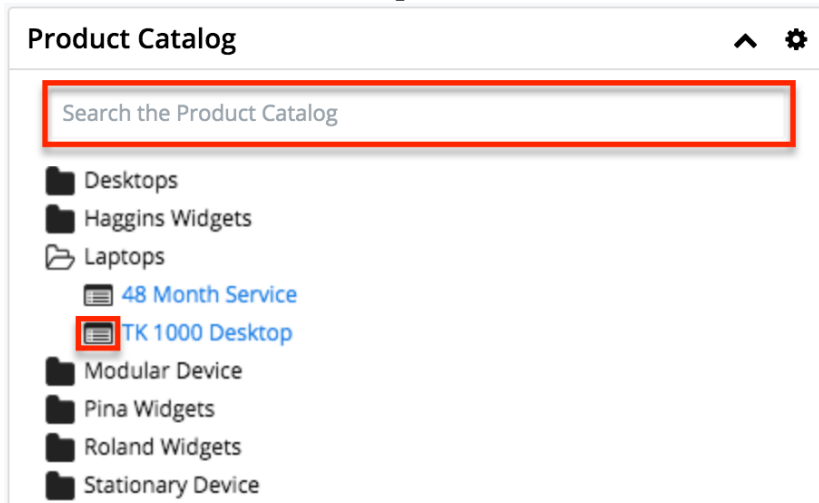 Product Catalog
Search the Product Catalog
Desktops
Haggins Widgets
Laptops
48 Month Service
TK 1000 Desktop
Modular Device
Pina Widgets
Roland Widgets
Stationary Device